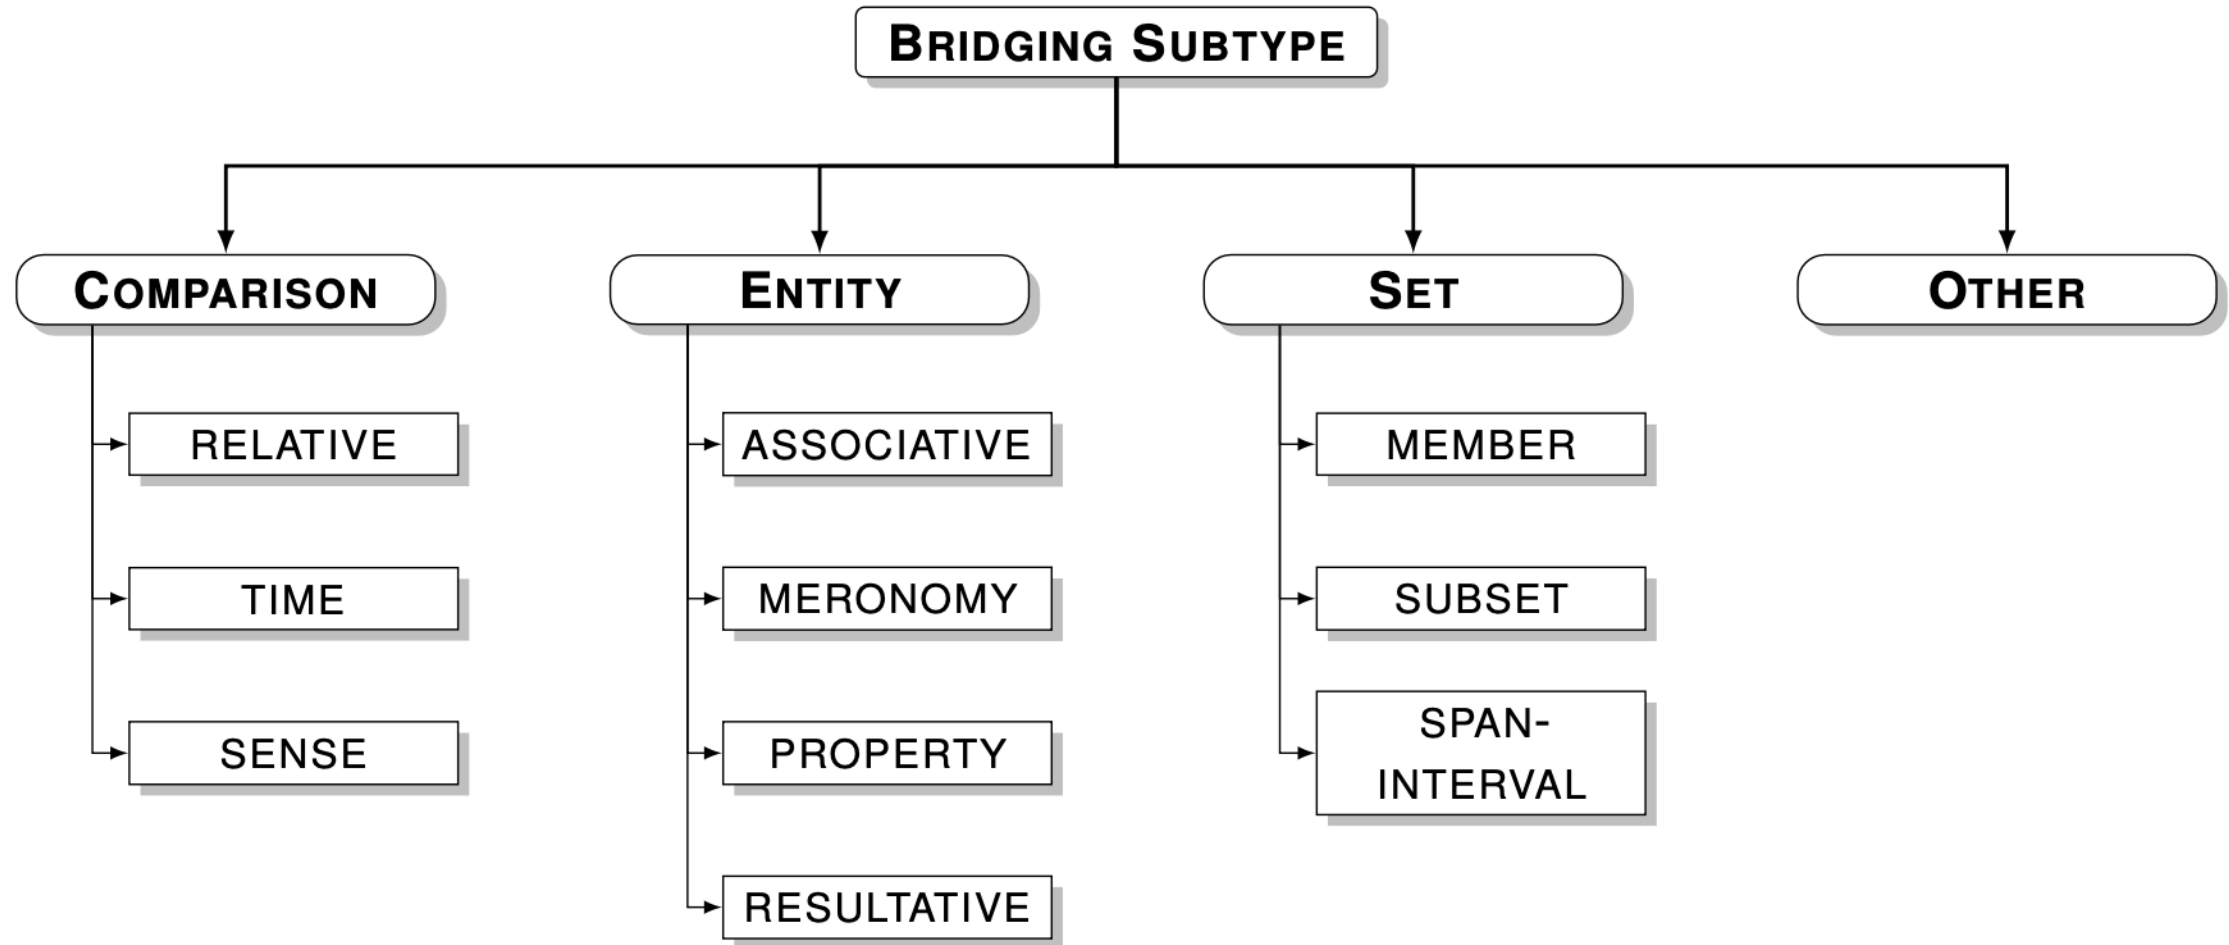 BRIDGING SUBTYPE
COMPARISON
ENTITY
SET
OTHER
RELATIVE
TIME
SENSE
ASSOCIATIVE
MERONOMY
PROPERTY
RESULTATIVE
MEMBER
SUBSET
SPAN-
INTERVAL